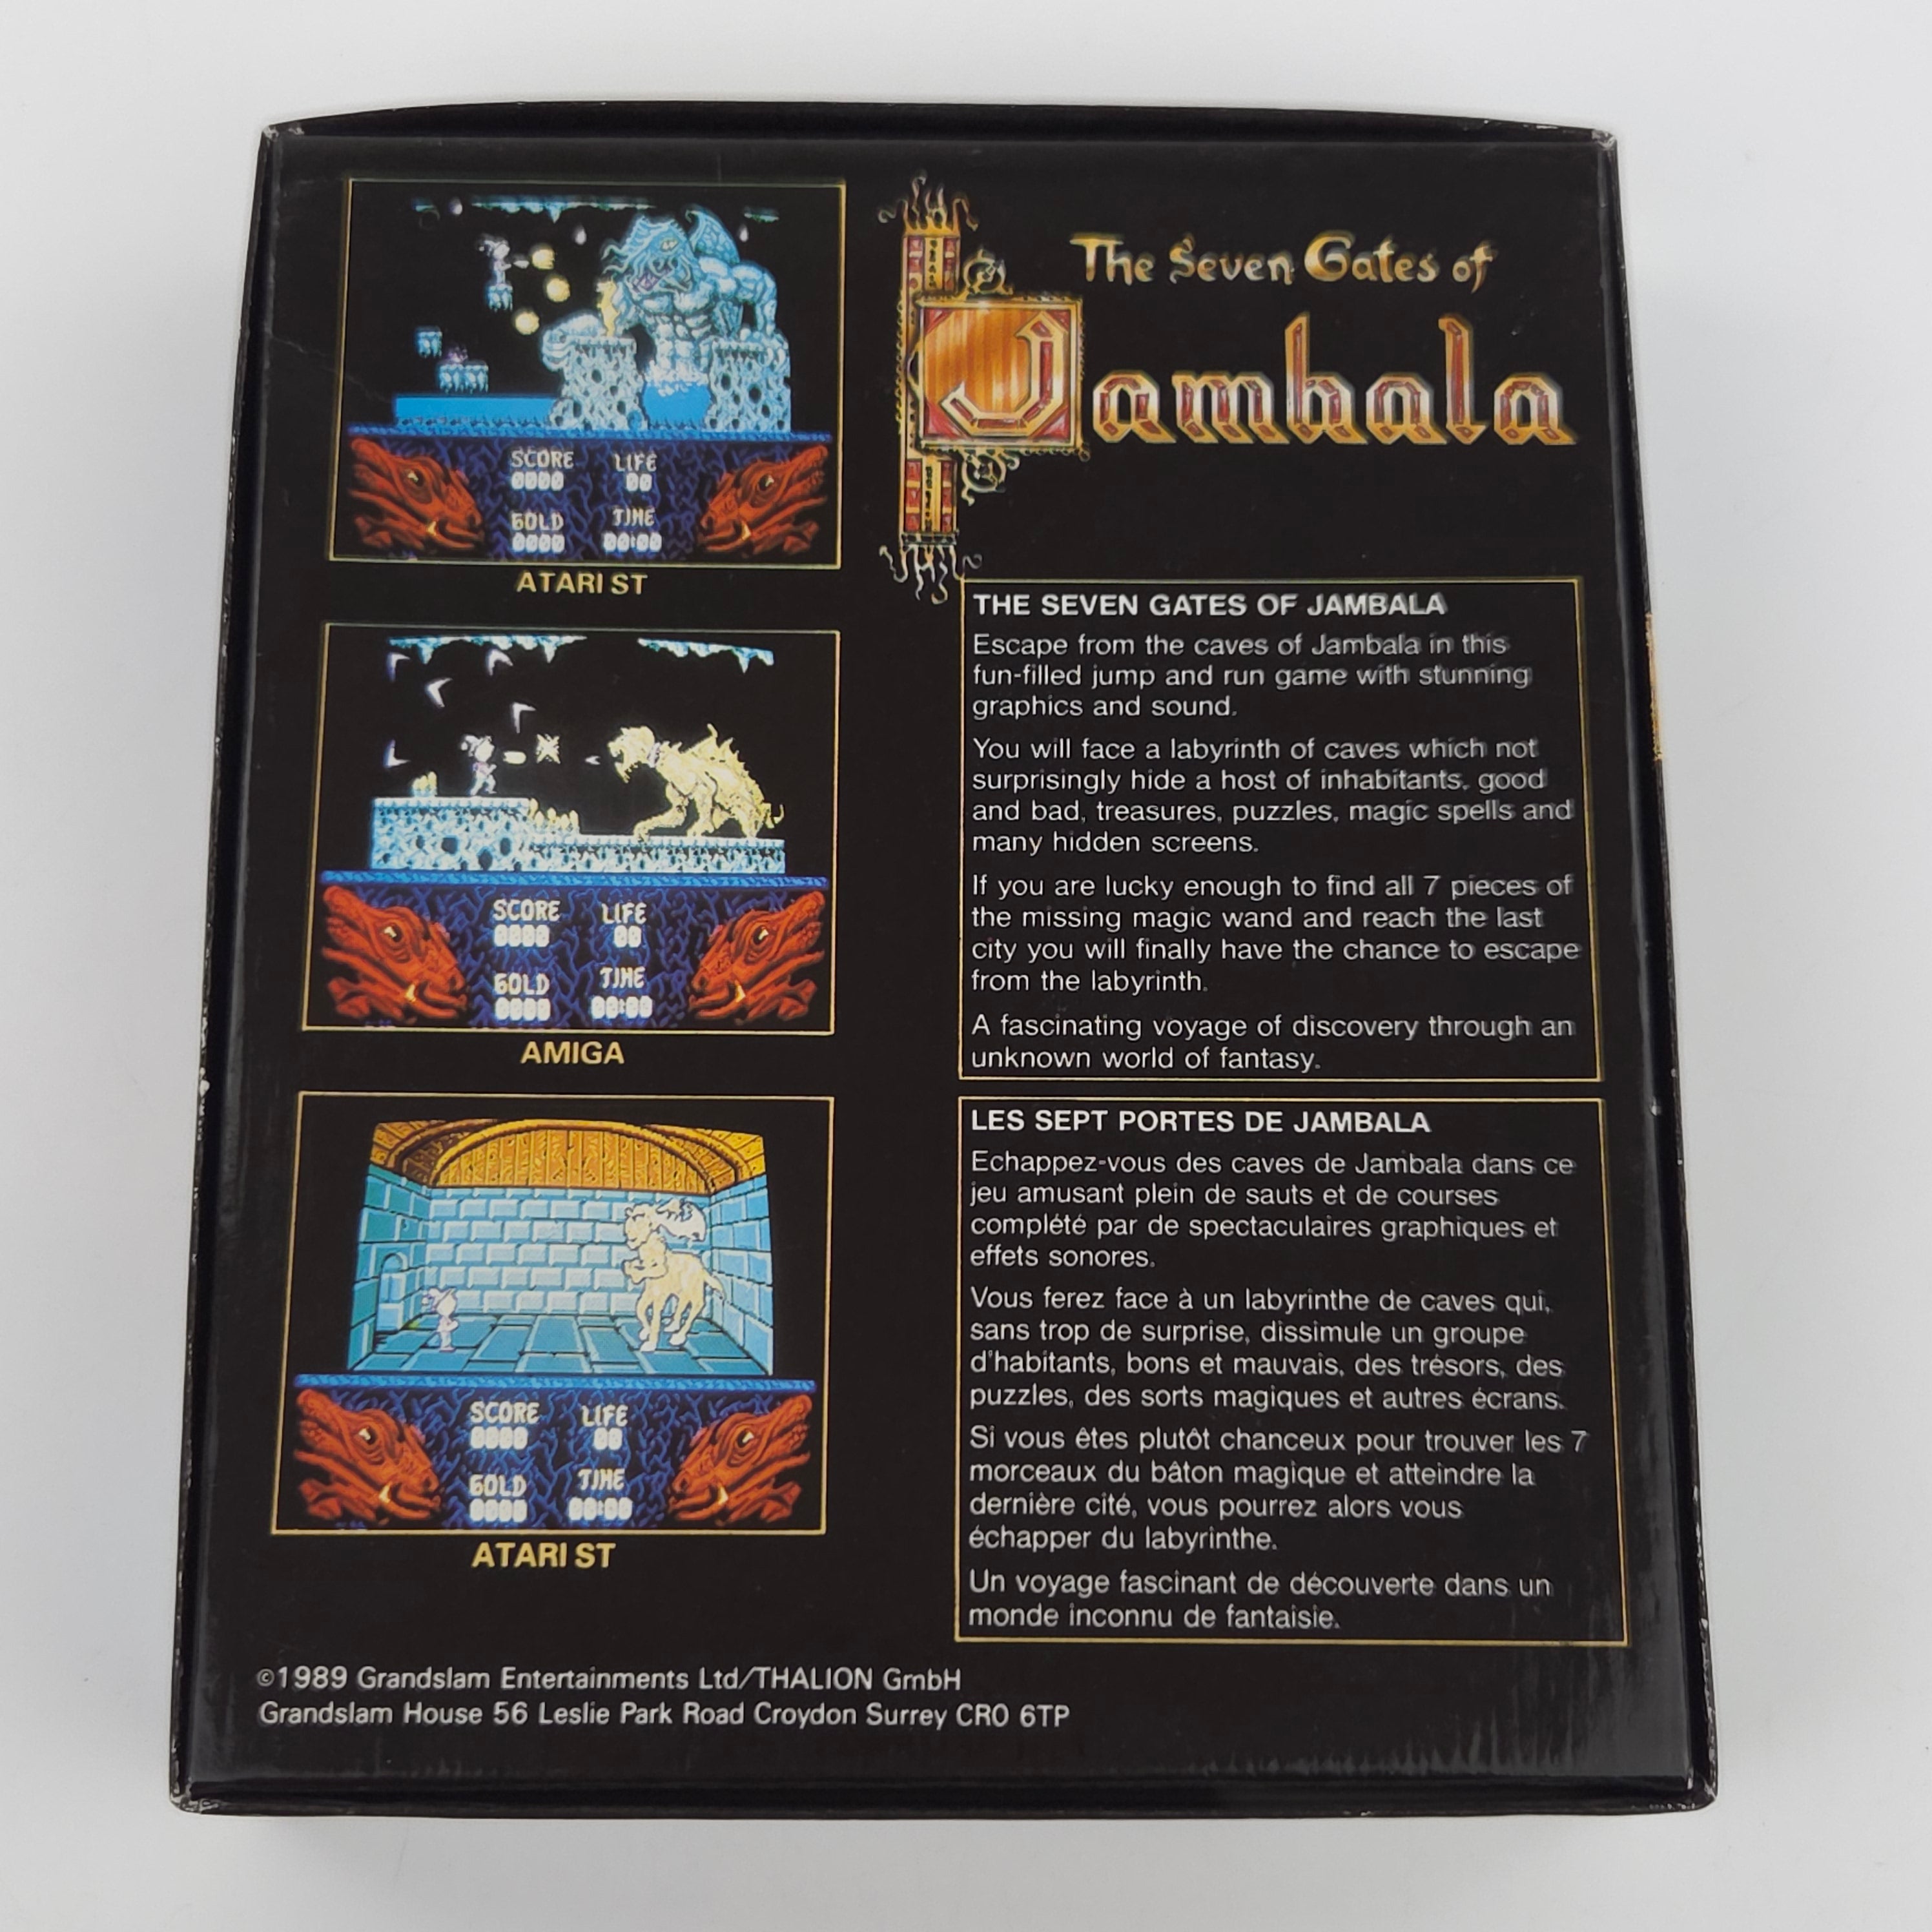 The Seven Gates of
Jambala
SCORE LIFE
0000 00
GOLD TIME
0000 00:00
ATARI ST
SCORE LIFE
0000 00
GOLD TIME
0000 00:00
AMIGA
SCORE LIFE
0000 00
GOLD TIME
0000 00:00
ATARI ST
THE SEVEN GATES OF JAMBALA
Escape from the caves of Jambala in this
fun-filled jump and run game with stunning
graphics and sound.
You will face a labyrinth of caves which not
surprisingly hide a host of inhabitants, good
and bad, treasures, puzzles, magic spells and
many hidden screens.
If you are lucky enough to find all 7 pieces of
the missing magic wand and reach the last
city you will finally have the chance to escape
from the labyrinth.
A fascinating voyage of discovery through an
unknown world of fantasy.
LES SEPT PORTES DE JAMBALA
Echappez-vous des caves de Jambala dans ce
jeu amusant plein de sauts et de courses
complété par de spectaculaires graphiques et
effets sonores.
Vous ferez face à un labyrinthe de caves qui,
sans trop de surprise, dissimule un groupe
d'habitants, bons et mauvais, des trésors, des
puzzles, des sorts magiques et autres écrans.
Si vous êtes plutôt chanceux pour trouver les 7
morceaux du bâton magique et atteindre la
dernière cité, vous pourrez alors vous
échapper du labyrinthe.
Un voyage fascinant de découverte dans un
monde inconnu de fantaisie.
©1989 Grandslam Entertainments Ltd/THALION GmbH
Grandslam House 56 Leslie Park Road Croydon Surrey CR0 6TP